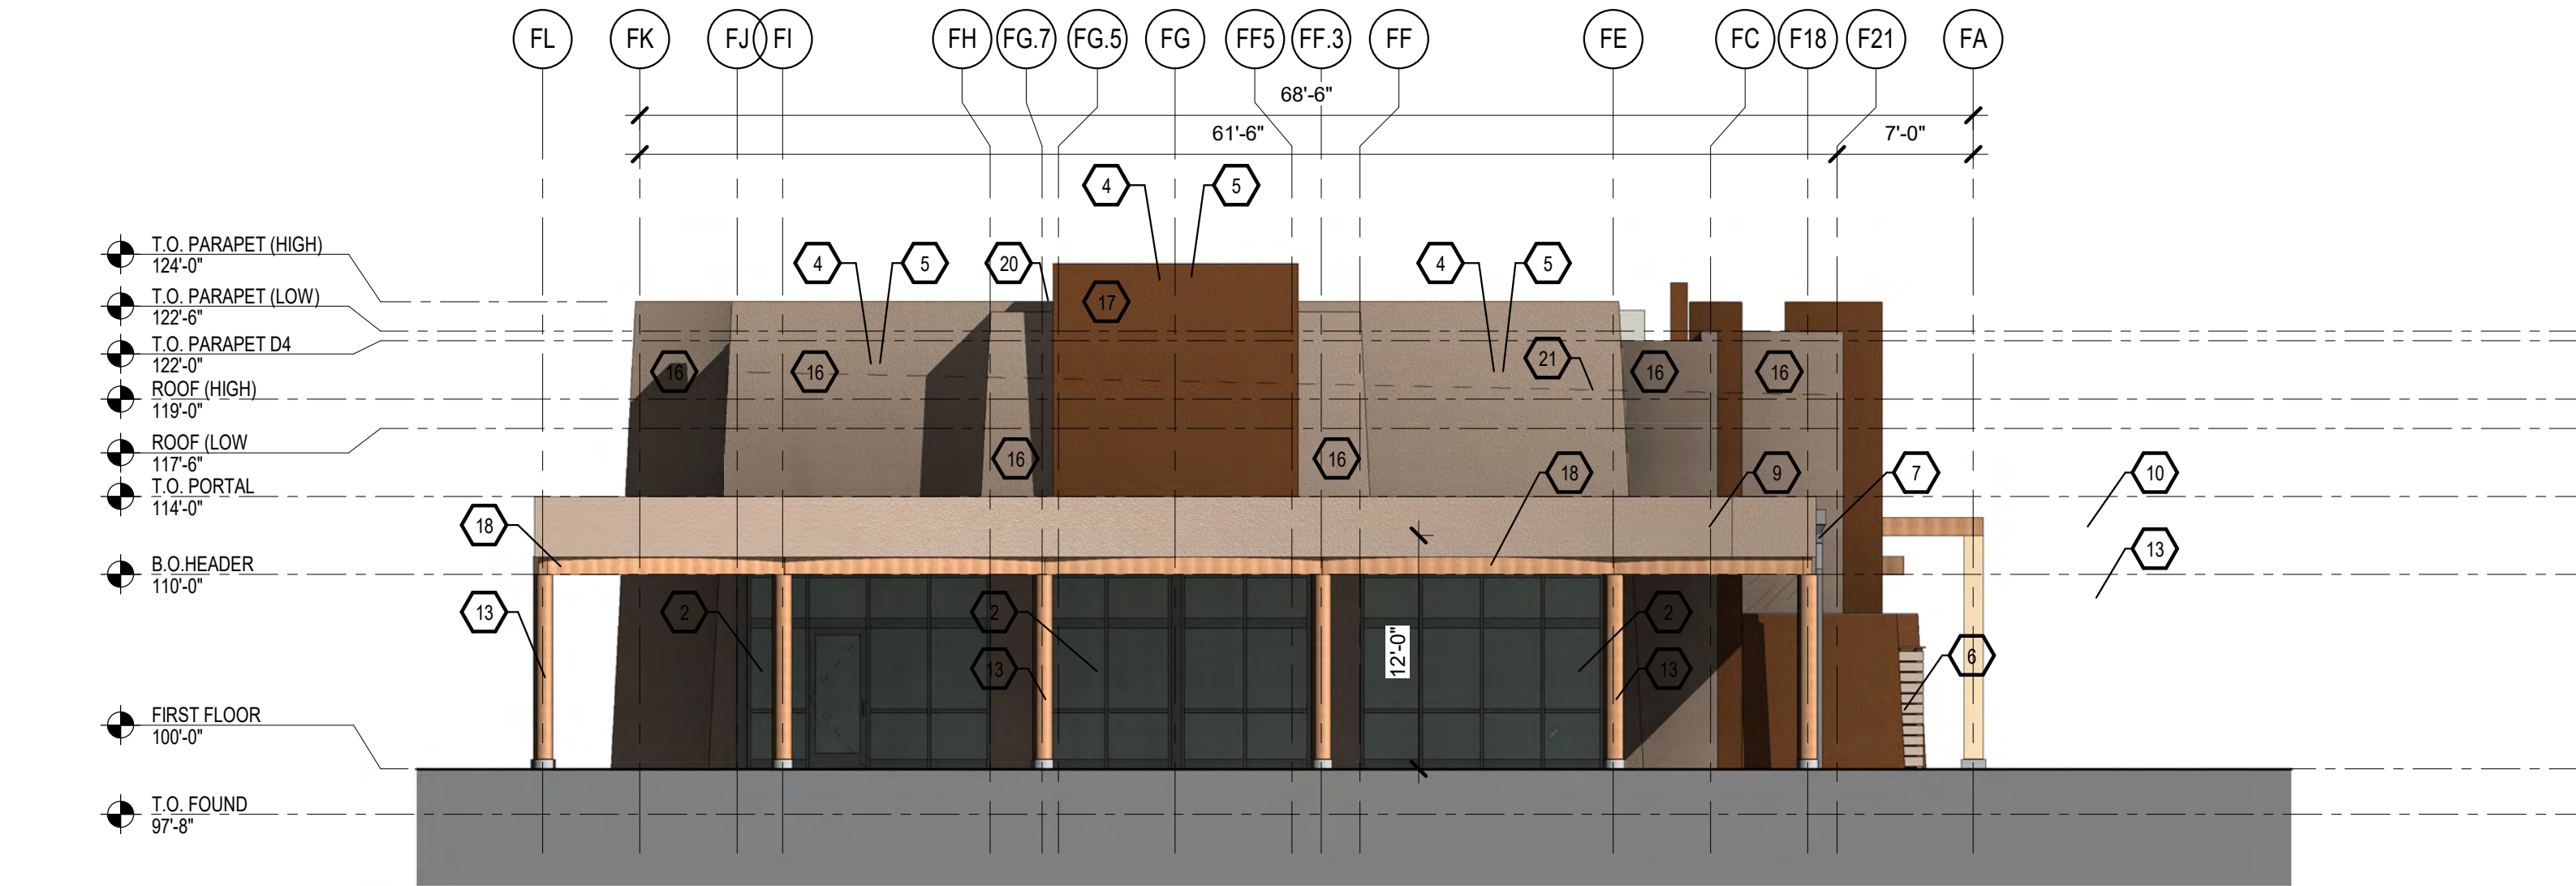 FL FK FJ FI FH FG.7 FG.5 FG FF5 FF.3 FF FE FC F18 F21 FA
68'-6"
61'-6" 7'-0"
4 5
4 5 20 4 5
17
16 16 21 16 16
16 16
18 9 7 10
18
13
13 2 2 2
12'-0"
13 13
6
T.O. PARAPET (HIGH)
124'-0"
T.O. PARAPET (LOW)
122'-6"
T.O. PARAPET D4
122'-0"
ROOF (HIGH)
119'-0"
ROOF (LOW
117'-6"
T.O. PORTAL
114'-0"
B.O.HEADER
110'-0"
FIRST FLOOR
100'-0"
T.O. FOUND
97'-8"